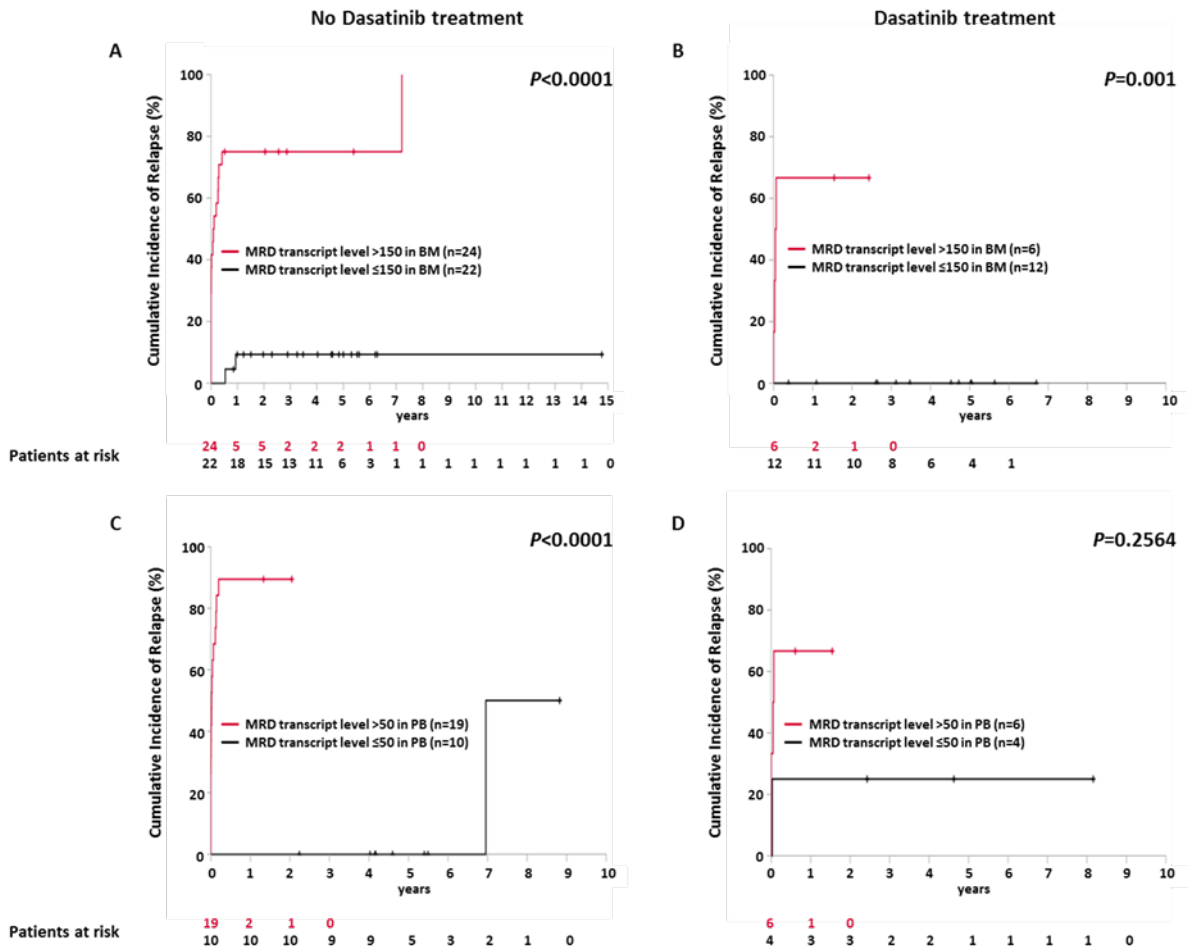 No Dasatinib treatment
Dasatinib treatment
A
P<0.0001
Cumulative Incidence of Relapse (%)
100
80
60
40
20
0
MRD transcript level >150 in BM (n=24)
MRD transcript level ≤150 in BM (n=22)
0 1 2 3 4 5 6 7 8 9 10 11 12 13 14 15
years
Patients at risk
24 5 5 2 2 2 1 1 0
22 18 15 13 11 6 3 1 1 1 1 1 1 1 1 0
B
P=0.001
Cumulative Incidence of Relapse (%)
100
80
60
40
20
0
MRD transcript level >150 in BM (n=6)
MRD transcript level ≤150 in BM (n=12)
0 1 2 3 4 5 6 7 8 9 10
years
6 2 1 0
12 11 10 8 6 4 1
C
P<0.0001
Cumulative Incidence of Relapse (%)
100
80
60
40
20
0
MRD transcript level >50 in PB (n=19)
MRD transcript level ≤50 in PB (n=10)
0 1 2 3 4 5 6 7 8 9 10
years
Patients at risk
19 2 1 0
10 10 10 9 9 5 3 2 1 0
D
P=0.2564
Cumulative Incidence of Relapse (%)
100
80
60
40
20
0
MRD transcript level >50 in PB (n=6)
MRD transcript level ≤50 in PB (n=4)
0 1 2 3 4 5 6 7 8 9 10
years
6 1 0
4 3 3 2 2 1 1 1 1 0